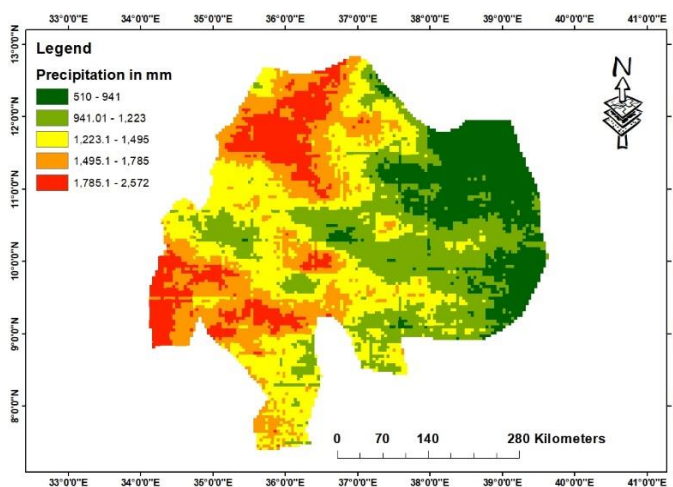 33°0'0"E 34°0'0"E 35°0'0"E 36°0'0"E 37°0'0"E 38°0'0"E 39°0'0"E 40°0'0"E 41°0'0"E
13°0'0"N
12°0'0"N
11°0'0"N
10°0'0"N
9°0'0"N
8°0'0"N
Legend
Precipitation in mm
510 - 941
941.01 - 1,223
1,223.1 - 1,495
1,495.1 - 1,785
1,785.1 - 2,572
N
0 70 140 280 Kilometers
33°0'0"E 34°0'0"E 35°0'0"E 36°0'0"E 37°0'0"E 38°0'0"E 39°0'0"E 40°0'0"E 41°0'0"E